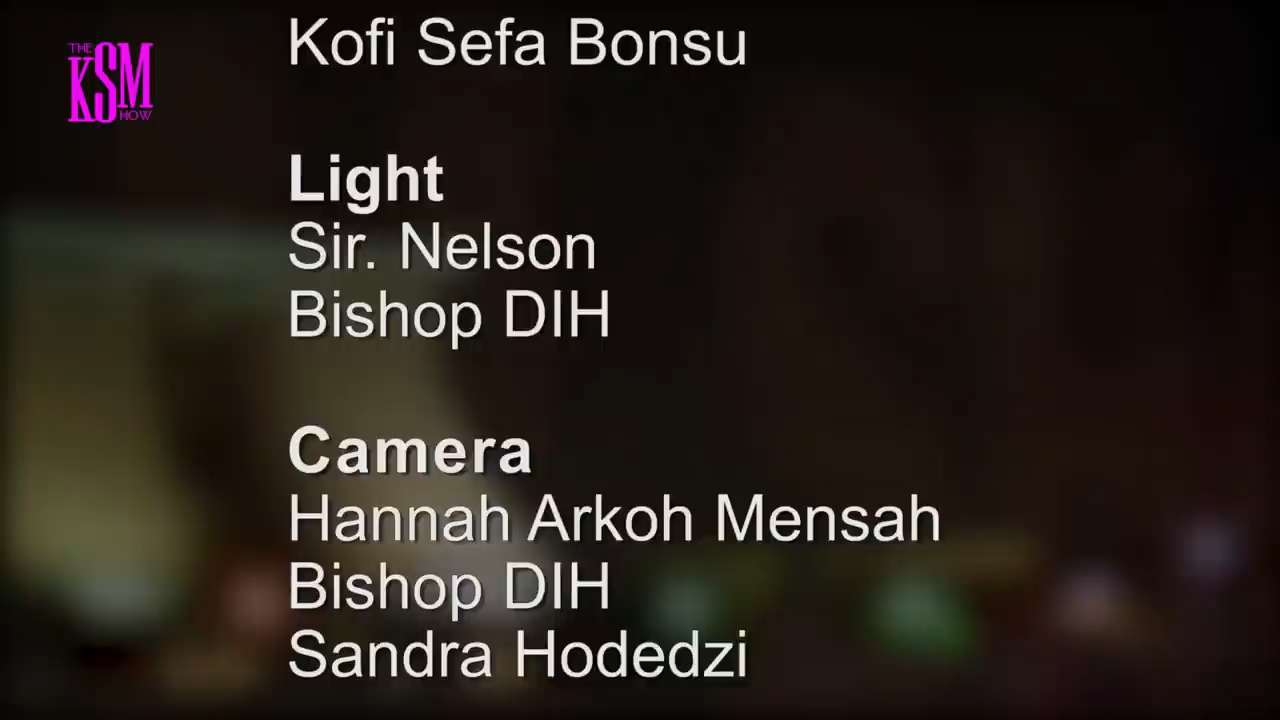 THE
KSM
SHOW
Kofi Sefa Bonsu
Light
Sir. Nelson
Bishop DIH
Camera
Hannah Arkoh Mensah
Bishop DIH
Sandra Hodedzi